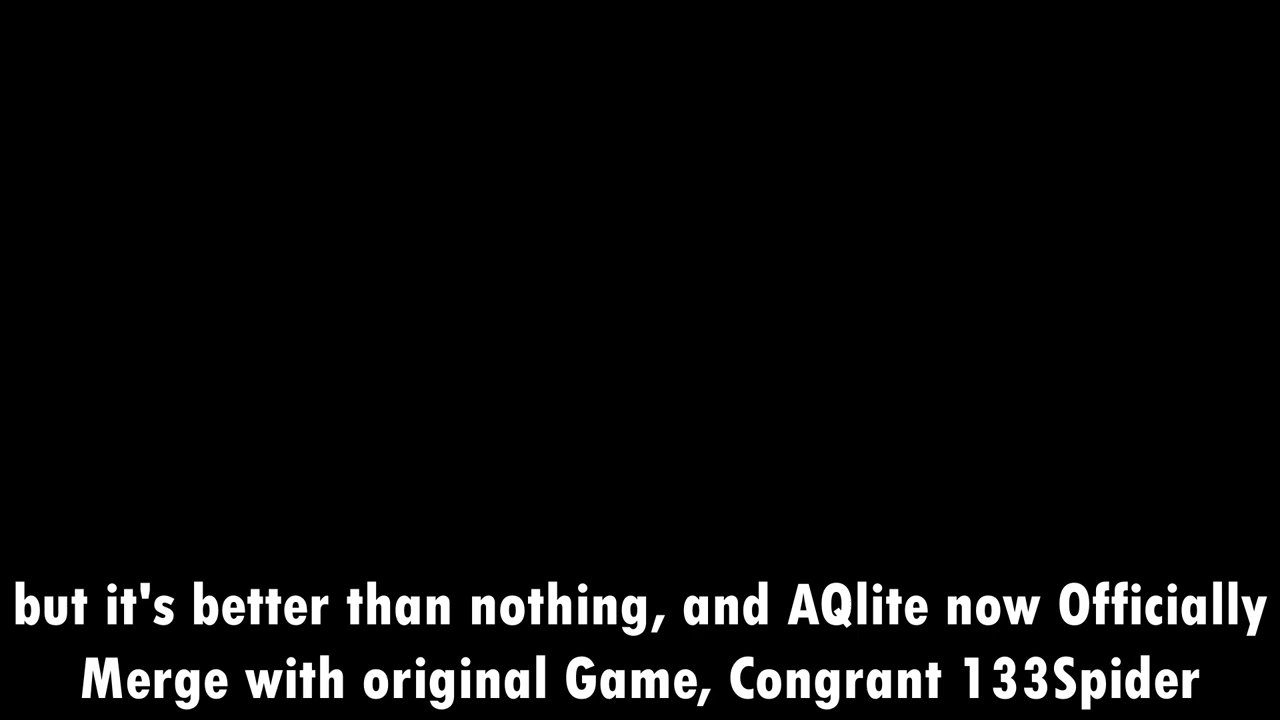 but it's better than nothing, and AQlite now Officially
Merge with original Game, Congrant 133Spider